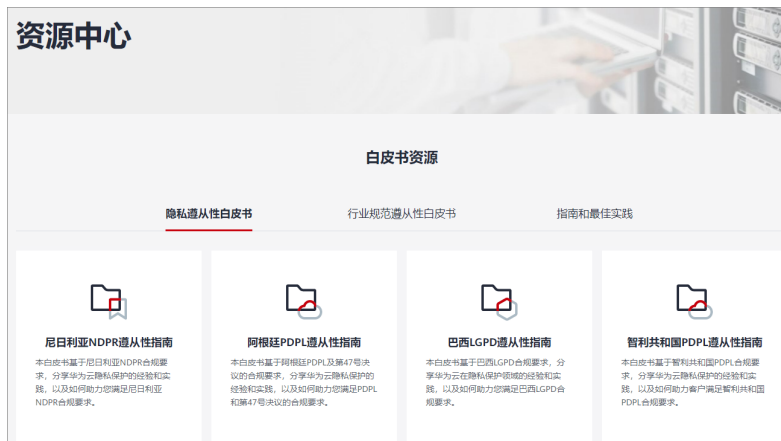 资源中心
白皮书资源
隐私遵从性白皮书
行业规范遵从性白皮书
指南和最佳实践
尼日利亚NDPR遵从性指南
本白皮书基于尼日利亚NDPR合规要
求，分享华为云隐私保护的经验和实
践，以及如何助力您满足尼日利亚
NDPR合规要求。
阿根廷PDPL遵从性指南
本白皮书基于阿根廷PDPL及第47号决
议的合规要求，分享华为云隐私保护的
经验和实践，以及如何助力您满足PDPL
和第47号决议的合规要求。
巴西LGPD遵从性指南
本白皮书基于巴西LGPD合规要求，分
享华为云在隐私保护领域的经验和实
践，以及如何助力您满足巴西LGPD合
规要求。
智利共和国PDPL遵从性指南
本白皮书基于智利共和国PDPL合规要
求，分享华为云隐私保护的经验和实
践，以及如何助力客户满足智利共和国
PDPL合规要求。